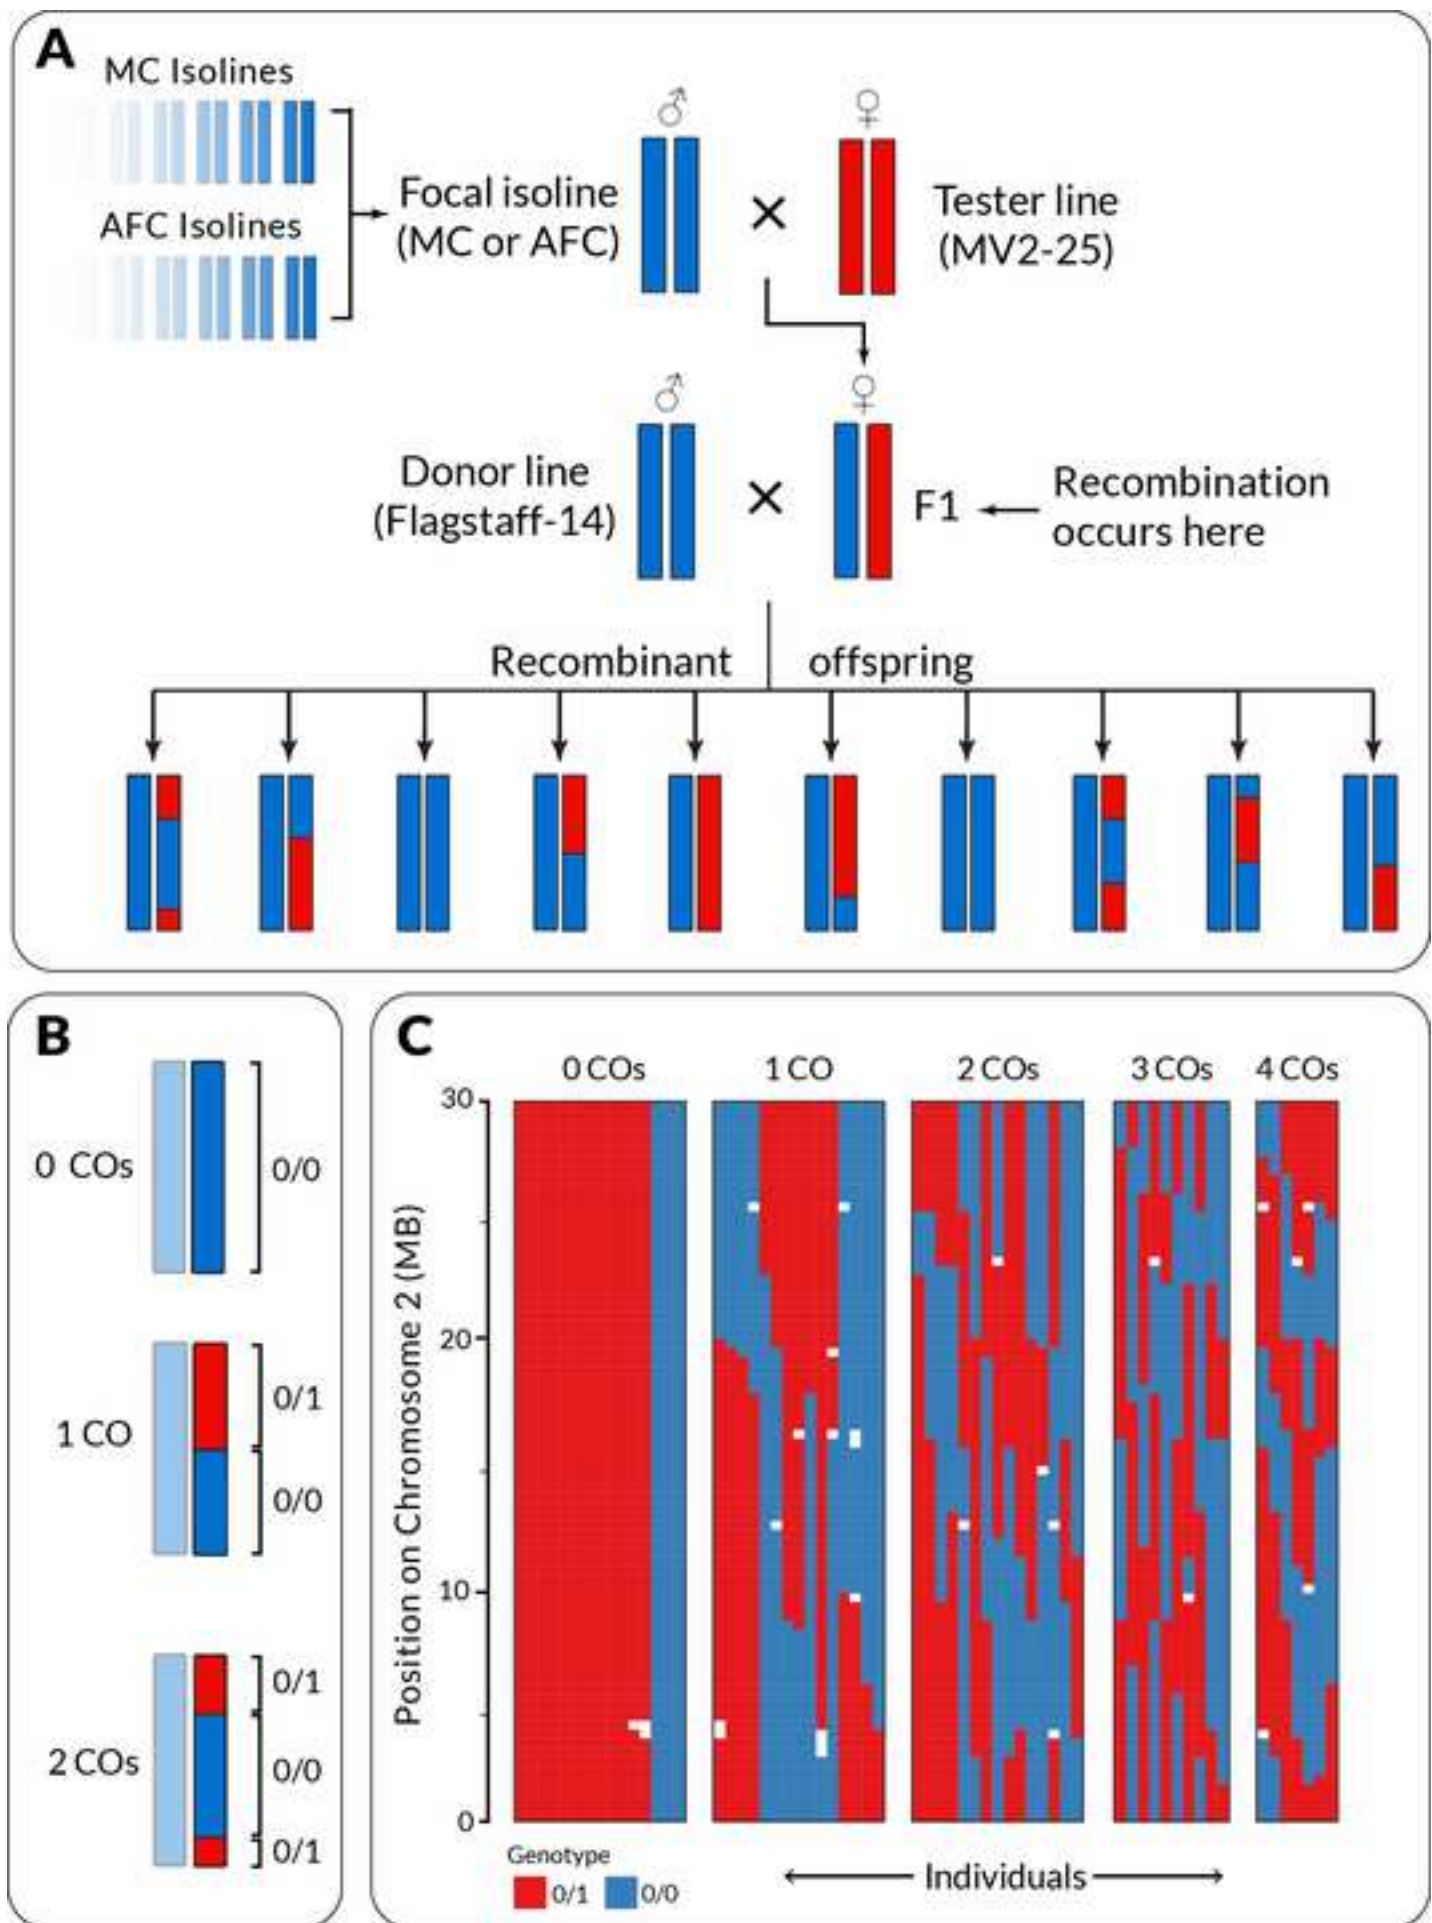 A
MC Isolines
AFC Isolines
Focal isoline
(MC or AFC)
♂
×
♀
Tester line
(MV2-25)
Donor line
(Flagstaff-14)
♂
×
♀
F1
Recombination
occurs here
Recombinant offspring
B
0 COs
0/0
1 CO
0/1
0/0
2 COs
0/1
0/0
0/1
C
0 COs 1 CO 2 COs 3 COs 4 COs
Position on Chromosome 2 (MB)
30
20
10
0
Genotype
0/1 0/0
Individuals